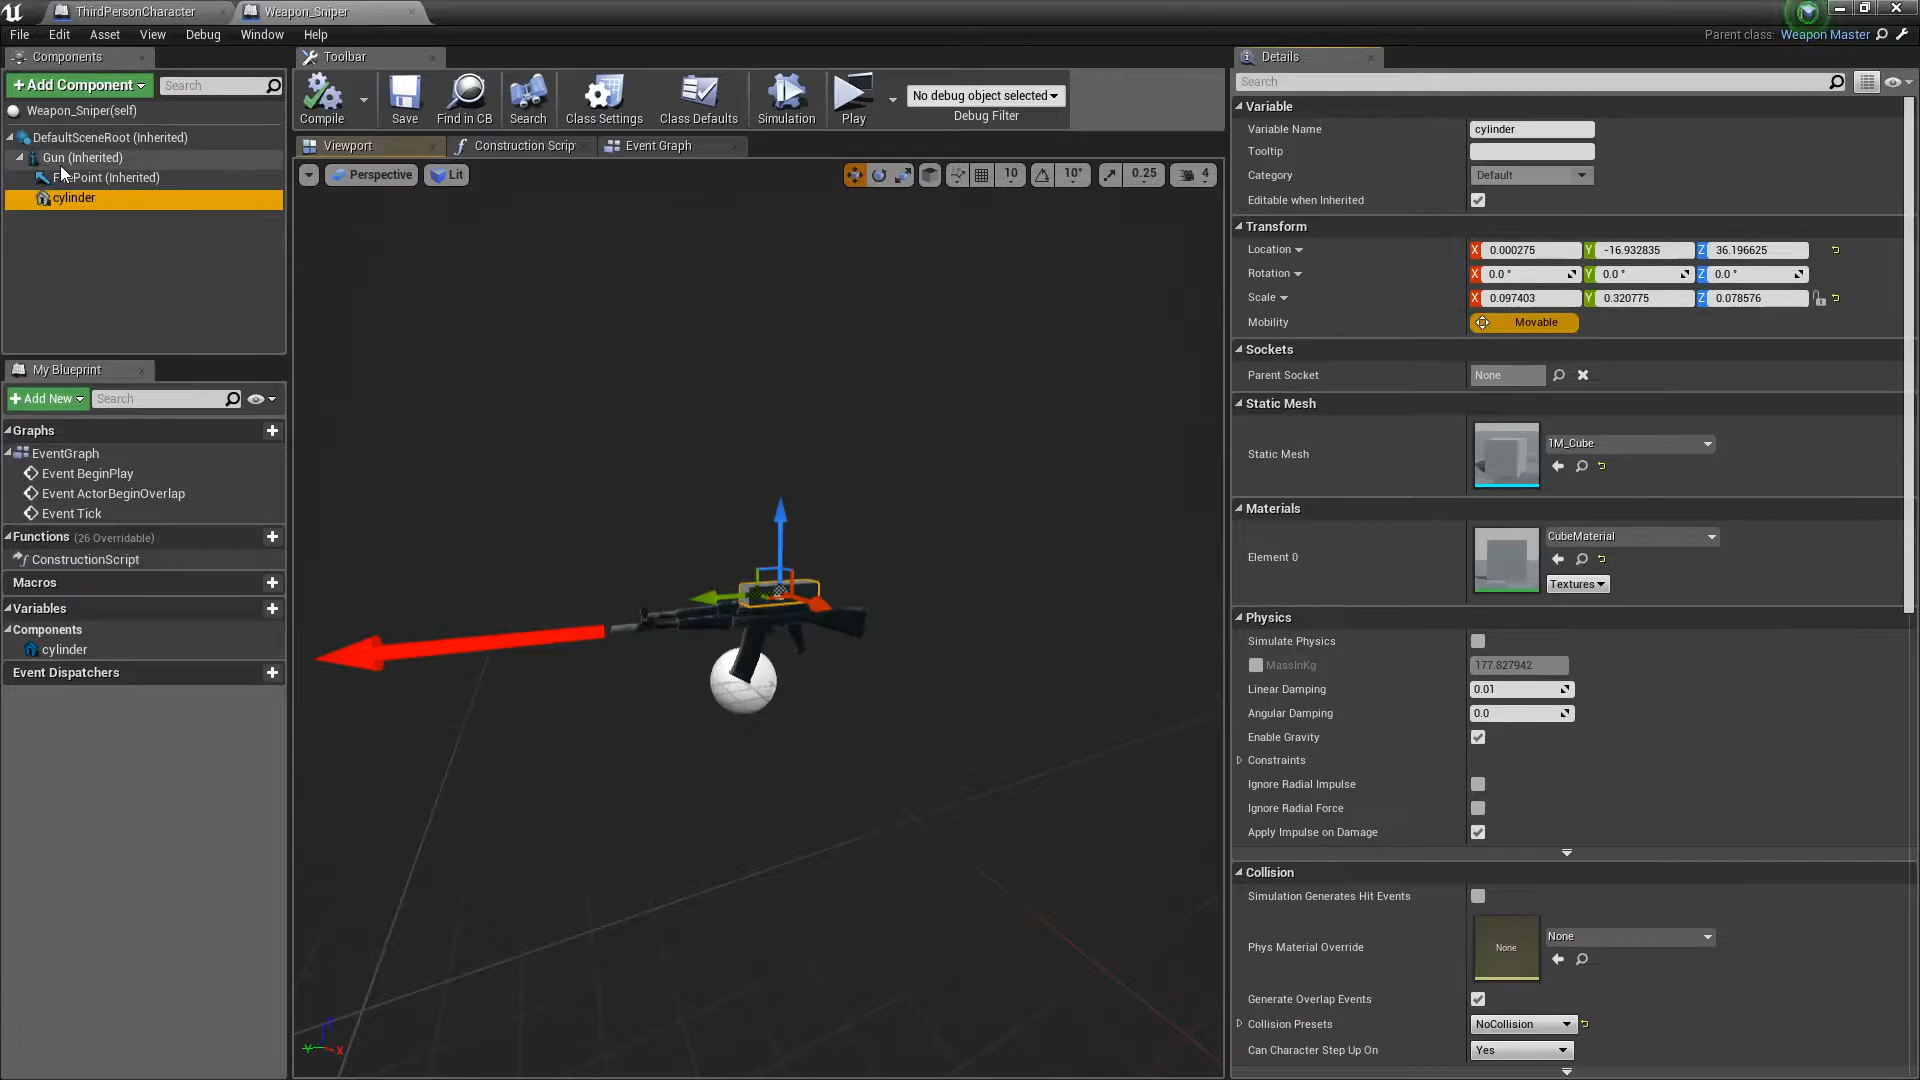 ThirdPersonCharacter
Weapon_Sniper
File Edit Asset View Debug Window Help
Parent class: Weapon Master
Components
Toolbar
Details
+Add Component
Search
Compile
Save
Find in CB
Search
Class Settings
Class Defaults
Simulation
Play
No debug object selected
Debug Filter
Search
Weapon_Sniper(self)
DefaultSceneRoot (Inherited)
Gun (Inherited)
Point (Inherited)
cylinder
Viewport
Construction Scrip
Event Graph
Perspective
Lit
10
10°
0.25
4
My Blueprint
+Add New
Search
Graphs
EventGraph
Event BeginPlay
Event ActorBeginOverlap
Event Tick
Functions (26 Overridable)
ConstructionScript
Macros
Variables
Components
cylinder
Event Dispatchers
Variable
Variable Name cylinder
Tooltip
Category Default
Editable when Inherited
Transform
Location X 0.000275 Y -16.932835 Z 36.196625
Rotation X 0.0 ° Y 0.0 ° Z 0.0 °
Scale X 0.097403 Y 0.320775 Z 0.078576
Mobility Movable
Sockets
Parent Socket None
Static Mesh
Static Mesh 1M_Cube
Materials
Element 0 CubeMaterial
Textures
Physics
Simulate Physics
MassInKg 177.827942
Linear Damping 0.01
Angular Damping 0.0
Enable Gravity
Constraints
Ignore Radial Impulse
Ignore Radial Force
Apply Impulse on Damage
Collision
Simulation Generates Hit Events
Phys Material Override None None
Generate Overlap Events
Collision Presets NoCollision
Can Character Step Up On Yes